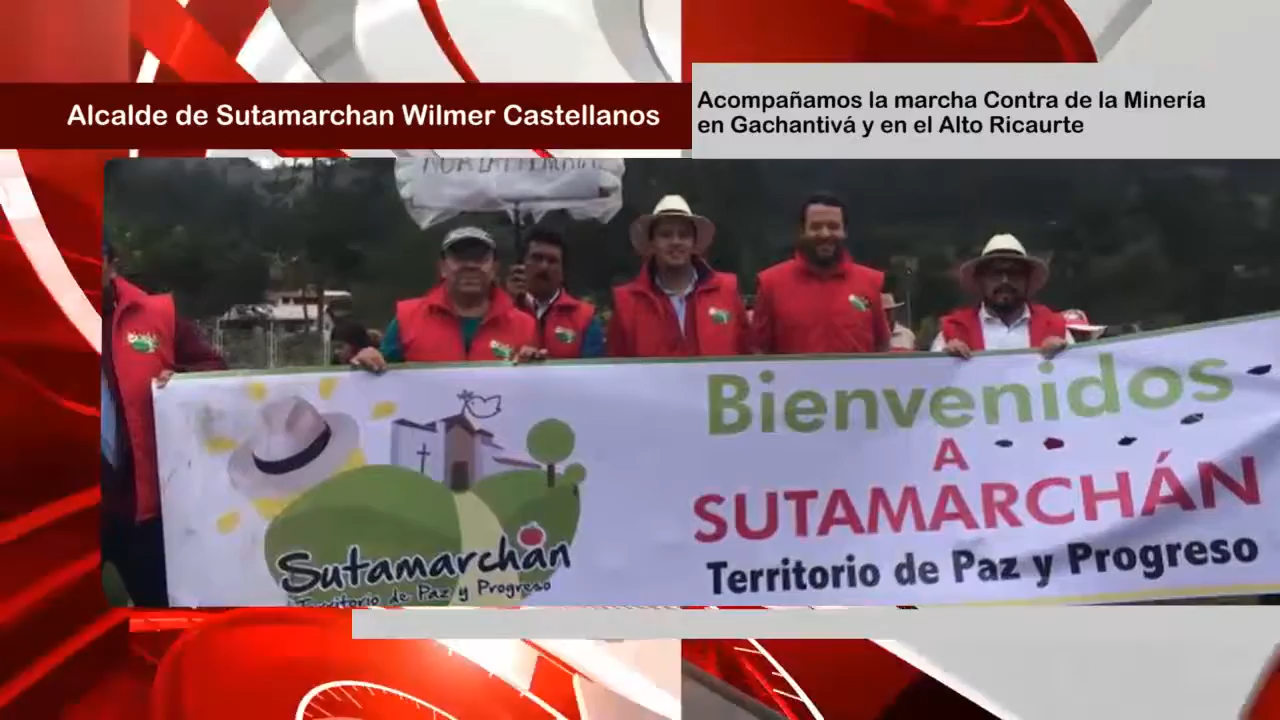 Alcalde de Sutamarchan Wilmer Castellanos
Acompañamos la marcha Contra de la Minería
en Gachantivá y en el Alto Ricaurte
Bienvenidos
A
SUTAMARCHÁN
Territorio de Paz y Progreso
Sutamarchán
Territorio de Paz y Progreso